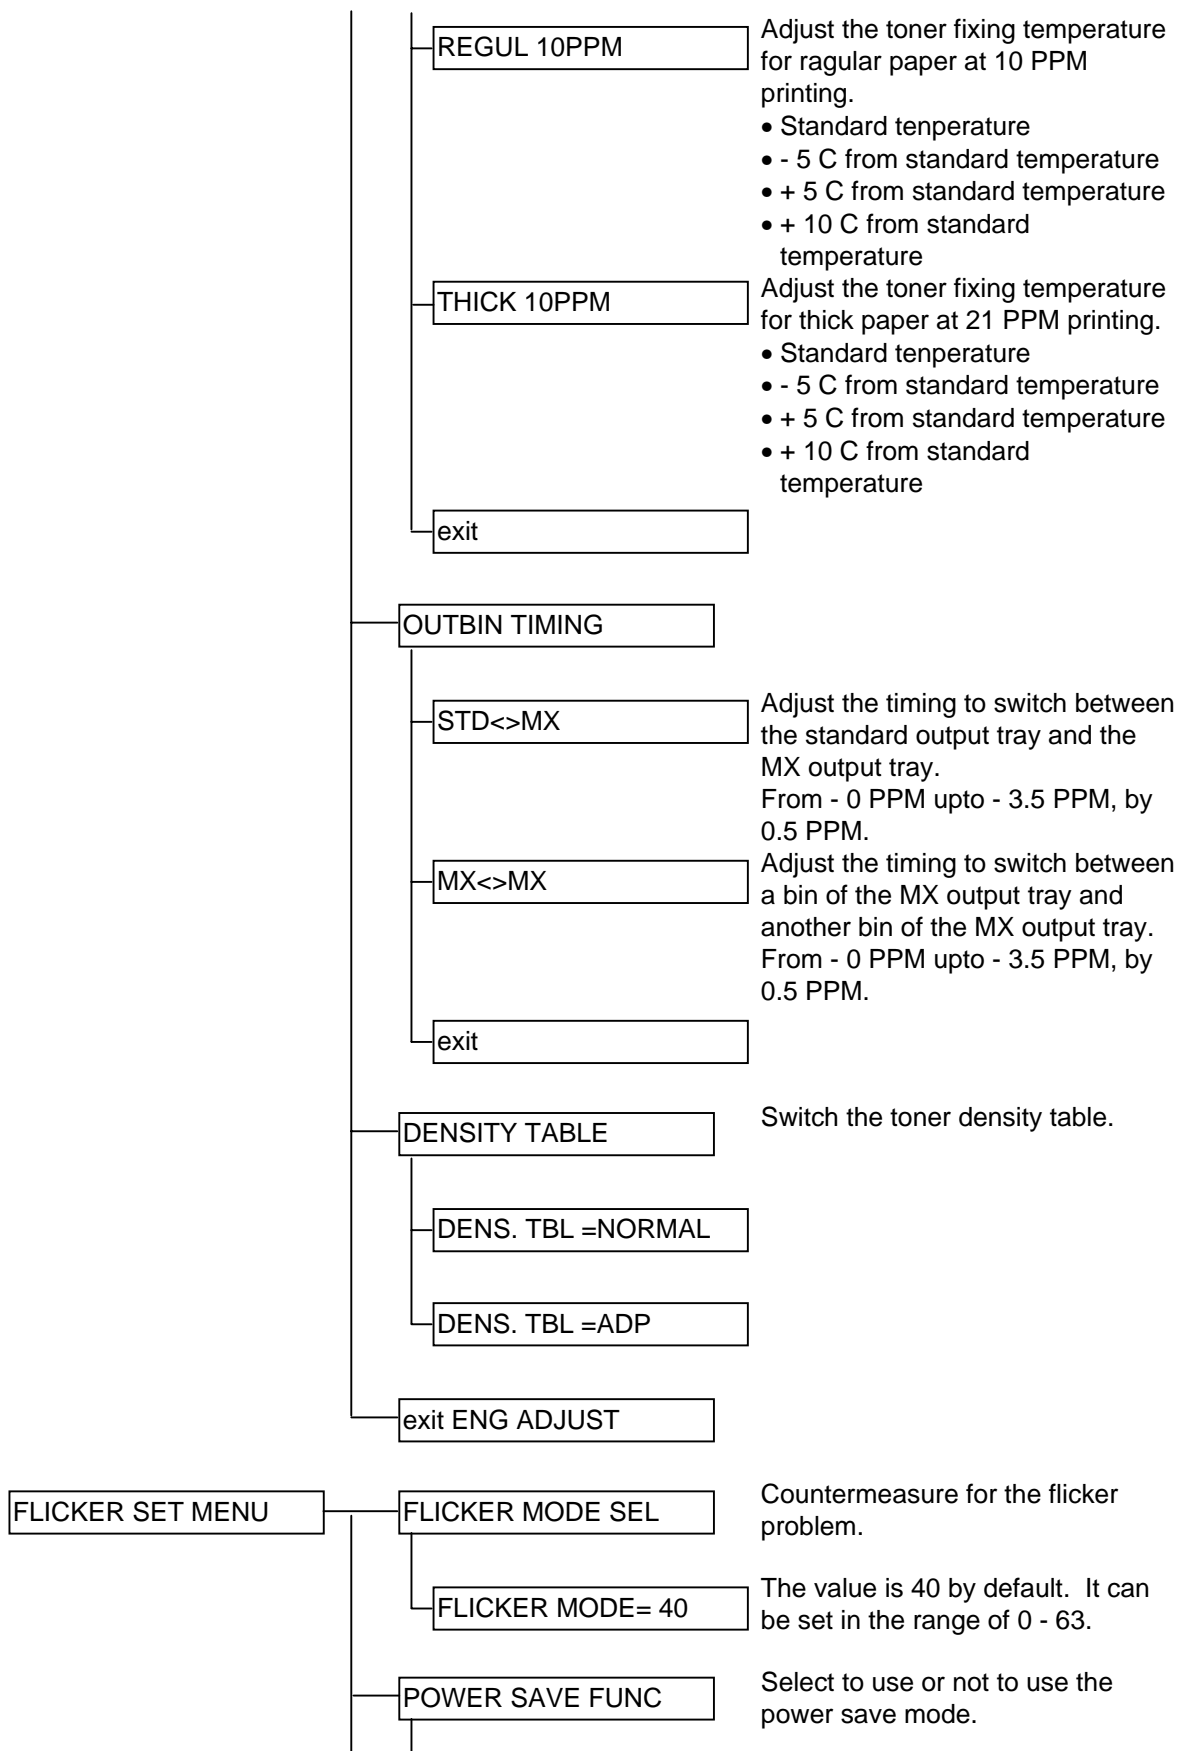 REGUL 10PPM
Adjust the toner fixing temperature
for ragular paper at 10 PPM
printing.
• Standard tenperature
• - 5 C from standard temperature
• + 5 C from standard temperature
• + 10 C from standard
temperature
THICK 10PPM
Adjust the toner fixing temperature
for thick paper at 21 PPM printing.
• Standard tenperature
• - 5 C from standard temperature
• + 5 C from standard temperature
• + 10 C from standard
temperature
exit
OUTBIN TIMING
STD<>MX
Adjust the timing to switch between
the standard output tray and the
MX output tray.
From - 0 PPM upto - 3.5 PPM, by
0.5 PPM.
MX<>MX
Adjust the timing to switch between
a bin of the MX output tray and
another bin of the MX output tray.
From - 0 PPM upto - 3.5 PPM, by
0.5 PPM.
exit
DENSITY TABLE
Switch the toner density table.
DENS. TBL =NORMAL
DENS. TBL =ADP
exit ENG ADJUST
FLICKER SET MENU
FLICKER MODE SEL
Countermeasure for the flicker
problem.
FLICKER MODE= 40
The value is 40 by default.  It can
be set in the range of 0 - 63.
POWER SAVE FUNC
Select to use or not to use the
power save mode.